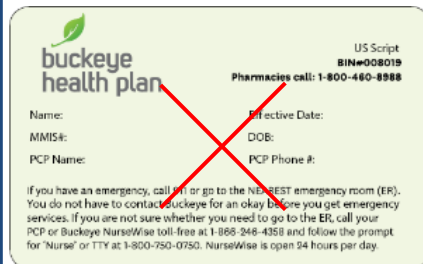 buckeye
health plan
US Script
BIN#008019
Pharmacies call: 1-800-460-8988
Name:
Effective Date:
MMIS#:
DOB:
PCP Name:
PCP Phone #:
If you have an emergency, call 911 or go to the NEAREST emergency room (ER).
You do not have to contact Buckeye for an okay before you get emergency
services. If you are not sure whether you need to go to the ER, call your
PCP or Buckeye NurseWise toll-free at 1-866-246-4358 and follow the prompt
for "Nurse" or TTY at 1-800-750-0750. NurseWise is open 24 hours per day.